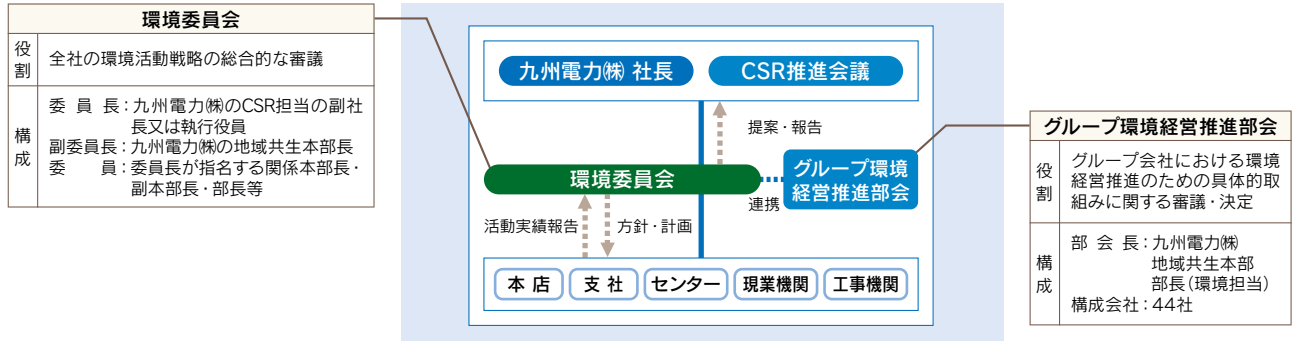 環境委員会
役割
全社の環境活動戦略の総合的な審議
構成
委員長：九州電力㈱のCSR担当の副社
長又は執行役員
副委員長：九州電力㈱の地域共生本部長
委員：委員長が指名する関係本部長・
副本部長・部長等
九州電力㈱ 社長
CSR推進会議
提案・報告
環境委員会
連携
グループ環境
経営推進部会
活動実績報告
方針・計画
本店
支社
センター
現業機関
工事機関
グループ環境経営推進部会
役割
グループ会社における環境
経営推進のための具体的取
組みに関する審議・決定
構成
部会長：九州電力㈱
地域共生本部
部長（環境担当）
構成会社：44社